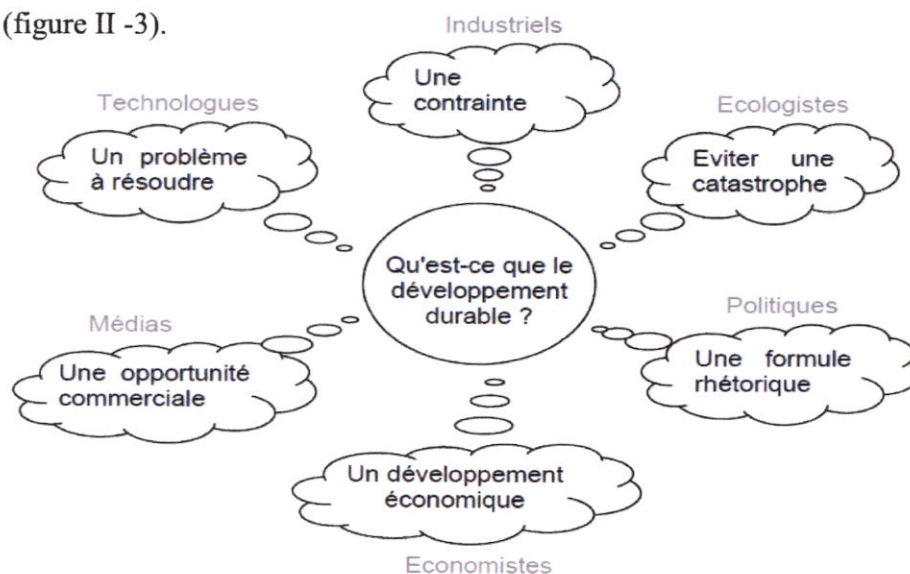 (figure II -3).
Industriels
Une
contrainte
Technologues
Un problème
à résoudre
Ecologistes
Eviter une
catastrophe
Qu'est-ce que le
développement
durable ?
Médias
Une opportunité
commerciale
Politiques
Une formule
rhétorique
Un développement
économique
Economistes